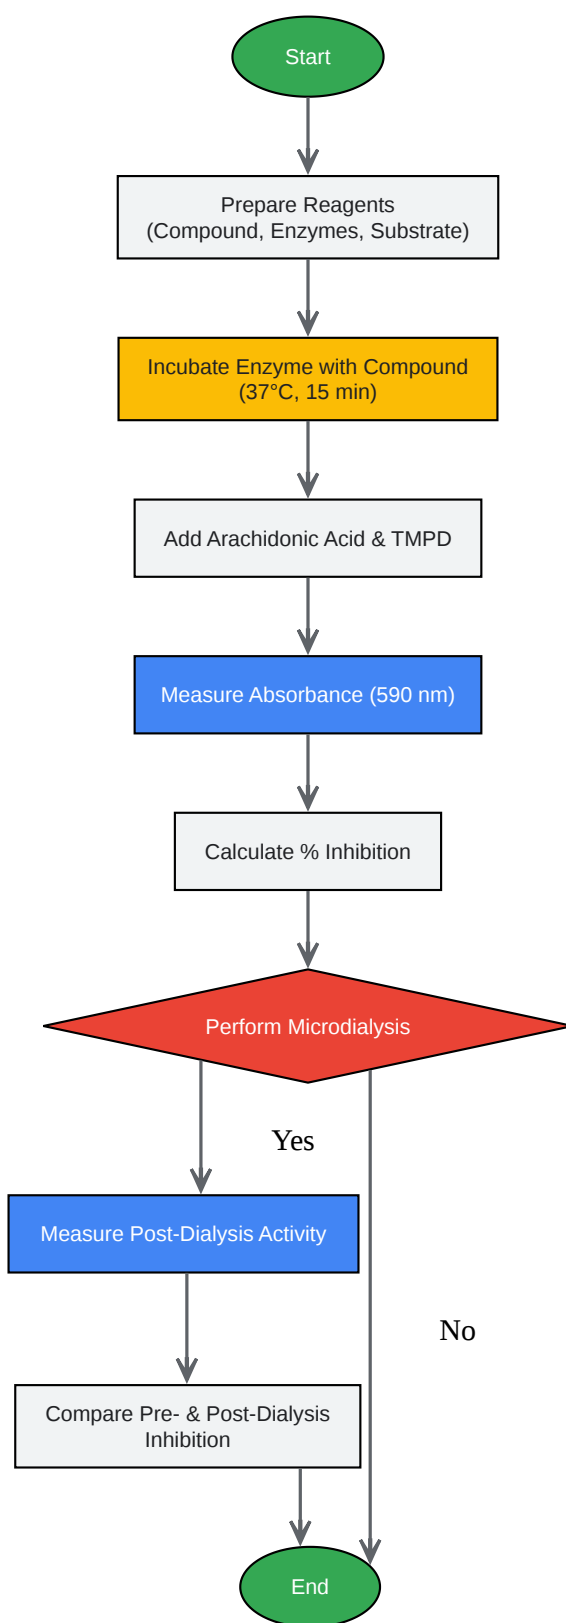 Start
Prepare Reagents
(Compound, Enzymes, Substrate)
Incubate Enzyme with Compound
(37°C, 15 min)
Add Arachidonic Acid & TMPD
Measure Absorbance (590 nm)
Calculate % Inhibition
Perform Microdialysis
Yes
Measure Post-Dialysis Activity
No
Compare Pre- & Post-Dialysis
Inhibition
End